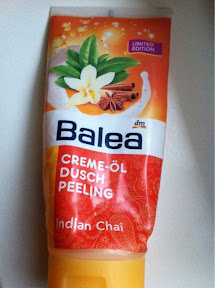 LIMITED
EDITION
dm
Balea
CREME-ÖL
DUSCH
PEELING
Indian Chai